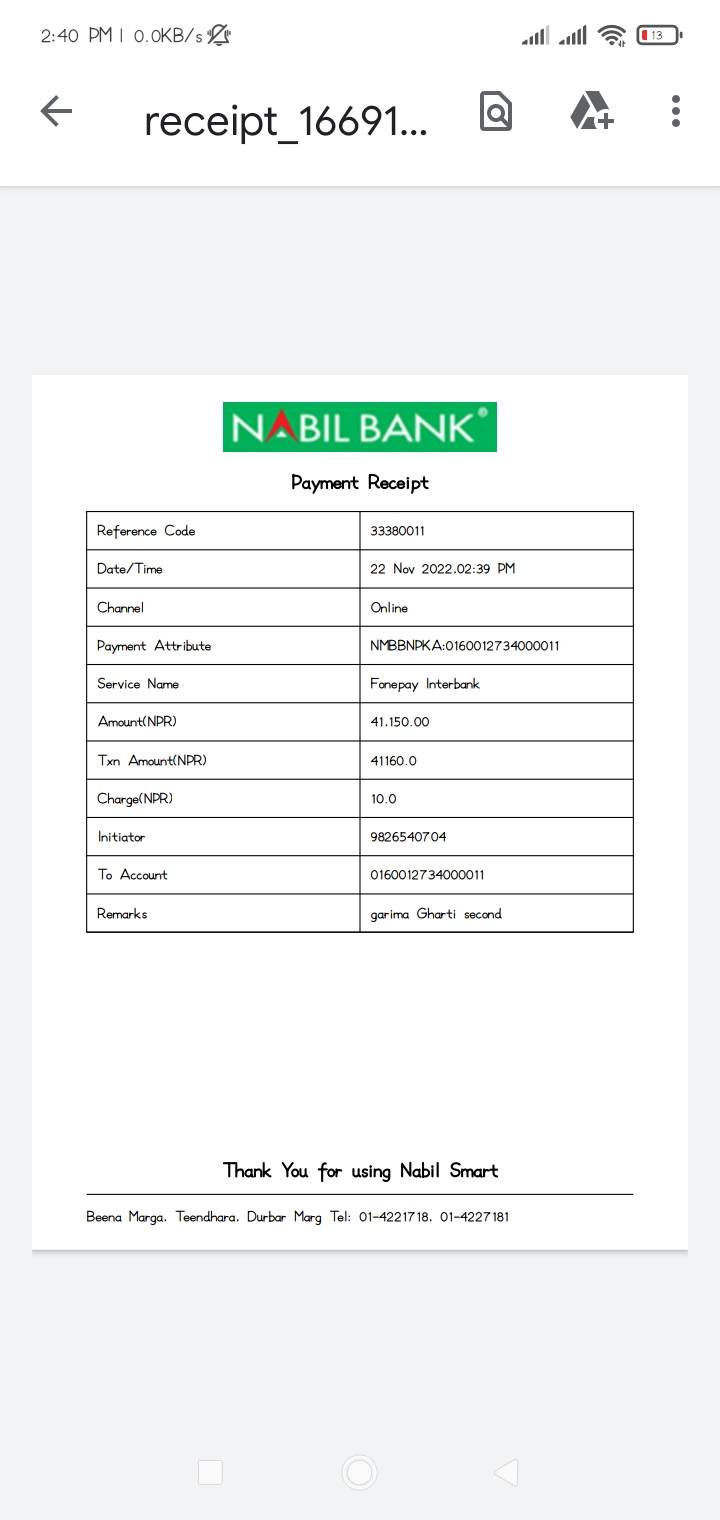 2:40 PM | 0.0KB/s
13
receipt_16691...
NABIL BANK®
Payment Receipt
Reference Code 33380011
Date/Time 22 Nov 2022,02:39 PM
Channel Online
Payment Attribute NMBBNPKA:0160012734000011
Service Name Fonepay Interbank
Amount(NPR) 41,150.00
Txn Amount(NPR) 41160.0
Charge(NPR) 10.0
Initiator 9826540704
To Account 0160012734000011
Remarks garima Gharti second
Thank You for using Nabil Smart
Beena Marga, Teendhara, Durbar Marg Tel: 01-4221718, 01-4227181